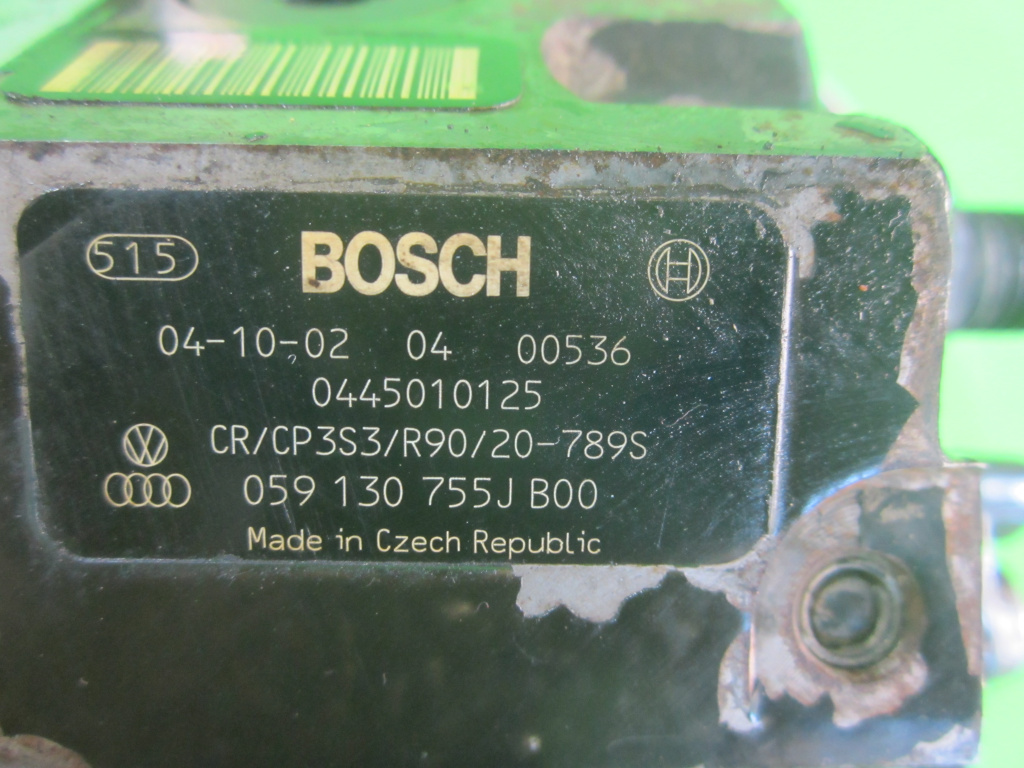 515 BOSCH H
04-10-02 04 00536
0445010125
VW CR/CP3S3/R90/20-789S
059 130 755J B00
Made in Czech Republic